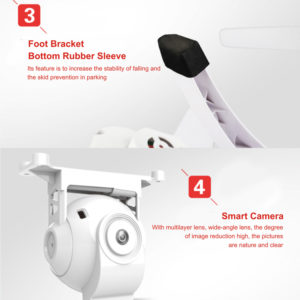 3
Foot Bracket
Bottom Rubber Sleeve
Its feature is to increase the stability of falling and
the akid prevention in parking
4
Smart Camera
With multilayer lens, wide-angle lens, the degree
of image reduction high, the pictures
are nature and clear